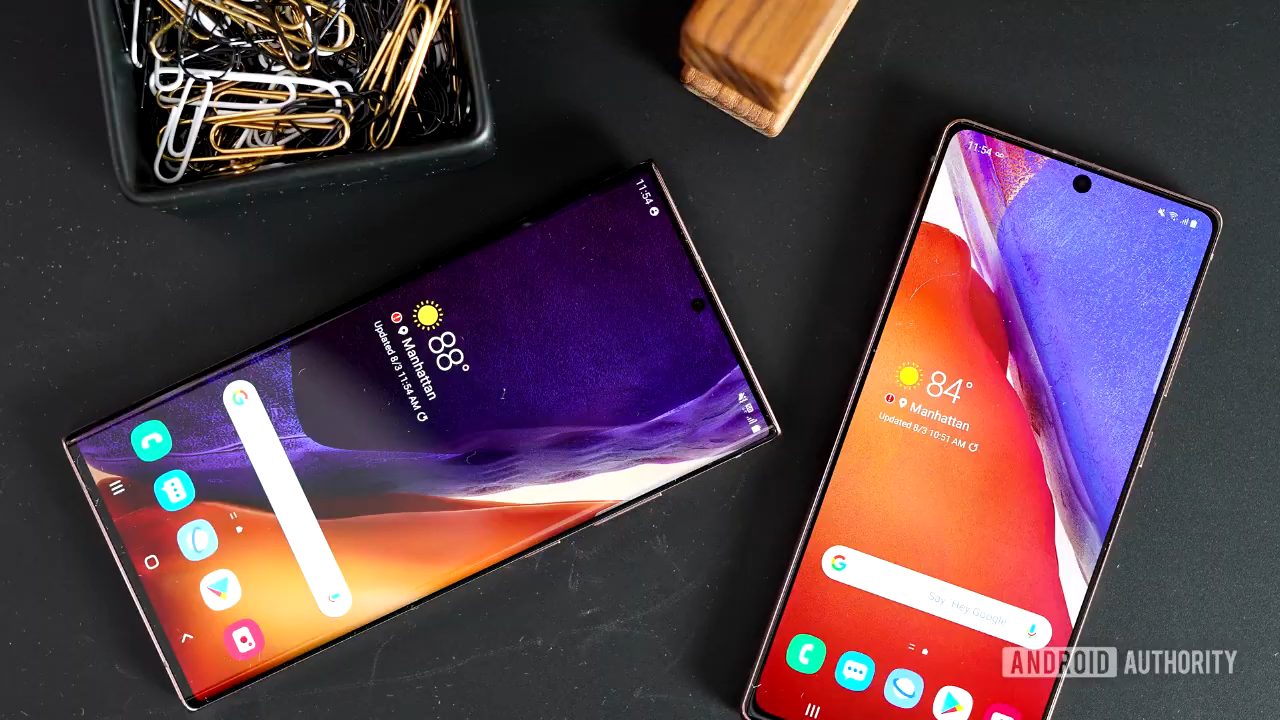 11:54
88°
Manhattan
Updated 8/3 11:54 AM
11:54
84°
Manhattan
Updated 8/3 10:51 AM
Say "Hey Google"
ANDROID AUTHORITY